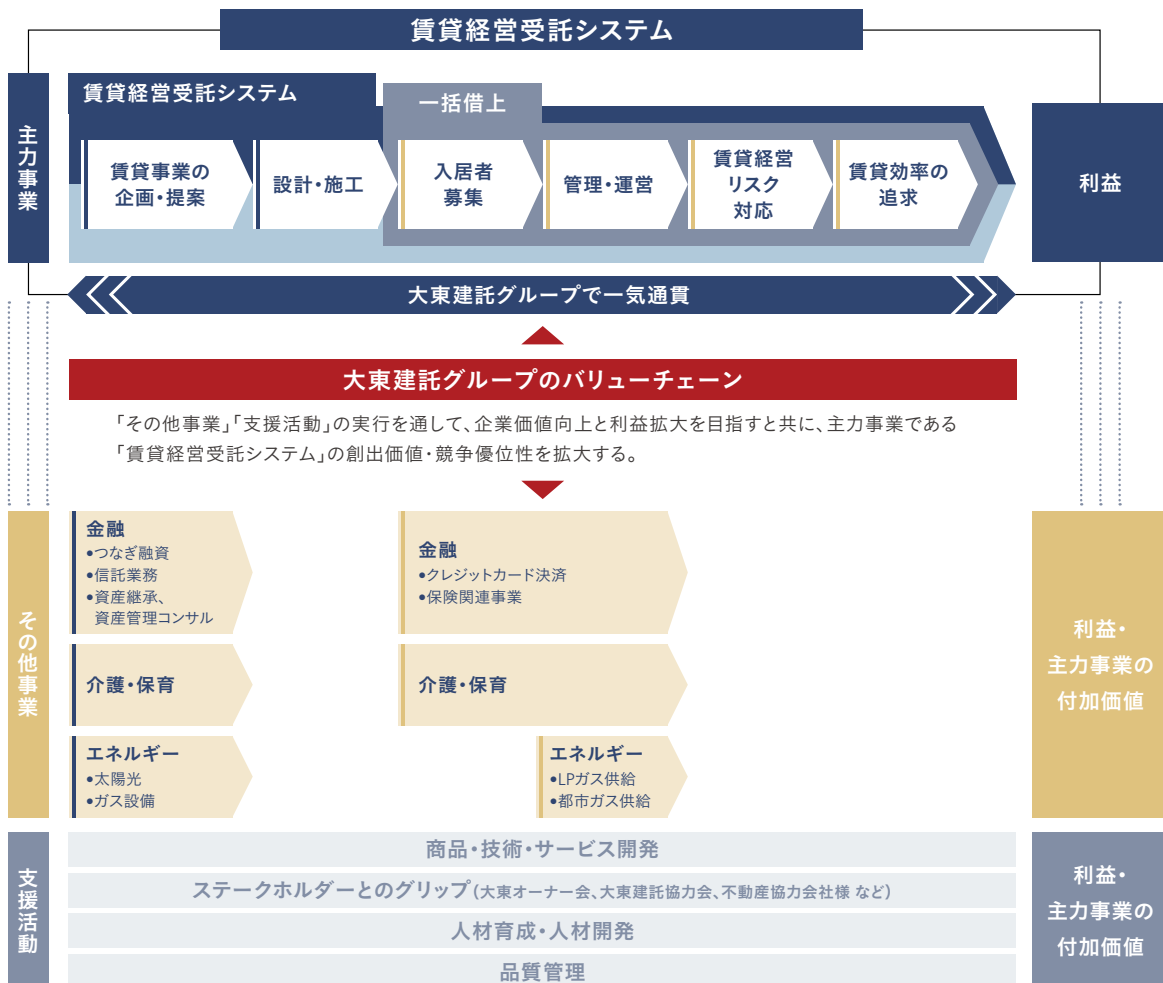 賃貸経営受託システム
主力事業
賃貸経営受託システム
一括借上
賃貸事業の
企画・提案
設計・施工
入居者
募集
管理・運営
賃貸経営
リスク
対応
賃貸効率の
追求
利益
大東建託グループで一気通貫
大東建託グループのバリューチェーン
「その他事業」「支援活動」の実行を通して、企業価値向上と利益拡大を目指すと共に、主力事業である
「賃貸経営受託システム」の創出価値・競争優位性を拡大する。
その他事業
金融
•つなぎ融資
•信託業務
•資産継承、
資産管理コンサル
金融
•クレジットカード決済
•保険関連事業
介護・保育
介護・保育
エネルギー
•太陽光
•ガス設備
エネルギー
•LPガス供給
•都市ガス供給
利益・
主力事業の
付加価値
支援活動
商品・技術・サービス開発
ステークホルダーとのグリップ(大東オーナー会、大東建託協力会、不動産協力会社様 など)
人材育成・人材開発
品質管理
利益・
主力事業の
付加価値